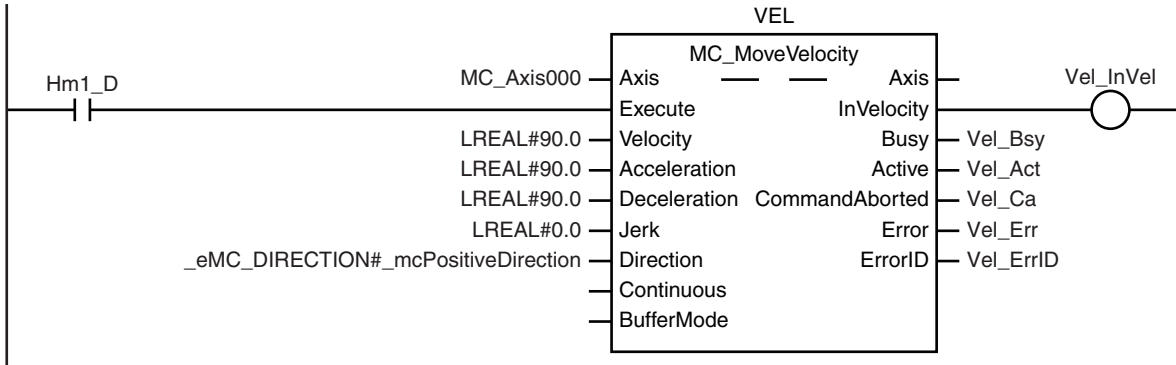 VEL
MC_MoveVelocity
Hm1_D
MC_Axis000 Axis Axis Vel_InVel
Execute InVelocity
LREAL#90.0 Velocity Busy Vel_Bsy
LREAL#90.0 Acceleration Active Vel_Act
LREAL#90.0 Deceleration CommandAborted Vel_Ca
LREAL#0.0 Jerk Error Vel_Err
_eMC_DIRECTION#_mcPositiveDirection Direction ErrorID Vel_ErrID
Continuous
BufferMode